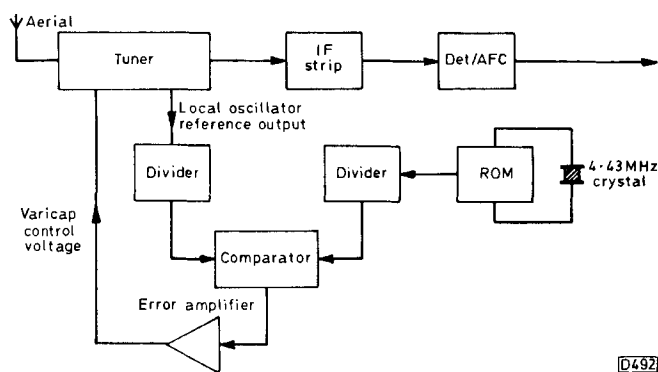 Aerial
Tuner
IF
strip
Det/AFC
Local oscillator
reference output
Divider
Divider
ROM
4·43MHz
crystal
Varicap
control
voltage
Comparator
Error amplifier
D492